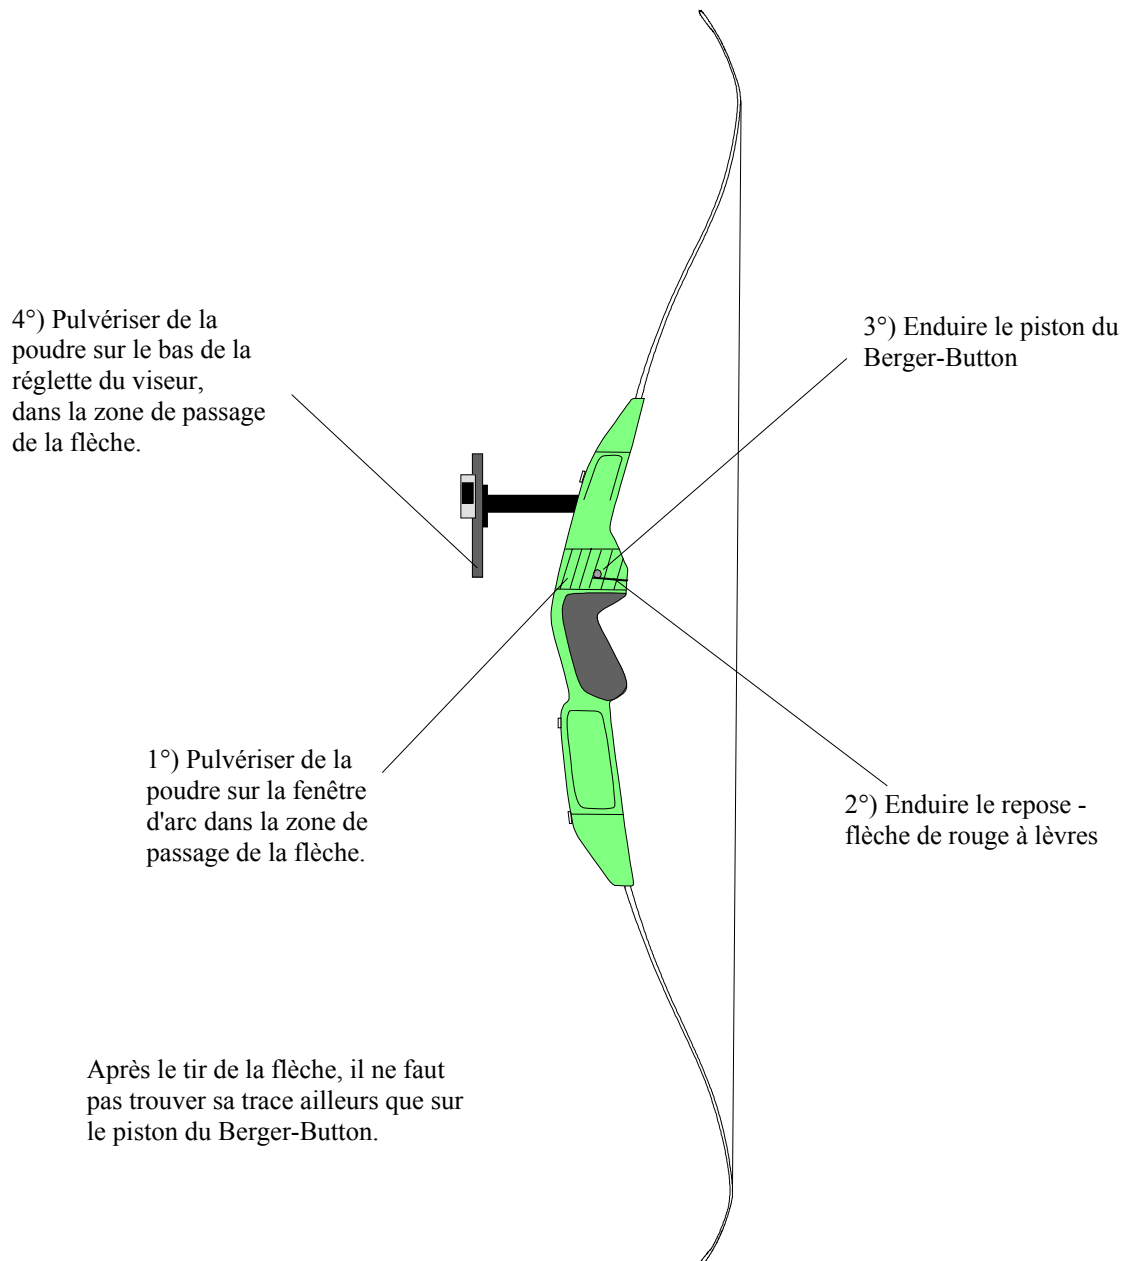 4°) Pulvériser de la
poudre sur le bas de la
réglette du viseur,
dans la zone de passage
de la flèche.
3°) Enduire le piston du
Berger-Button
1°) Pulvériser de la
poudre sur la fenêtre
d'arc dans la zone de
passage de la flèche.
2°) Enduire le repose -
flèche de rouge à lèvres
Après le tir de la flèche, il ne faut
pas trouver sa trace ailleurs que sur
le piston du Berger-Button.